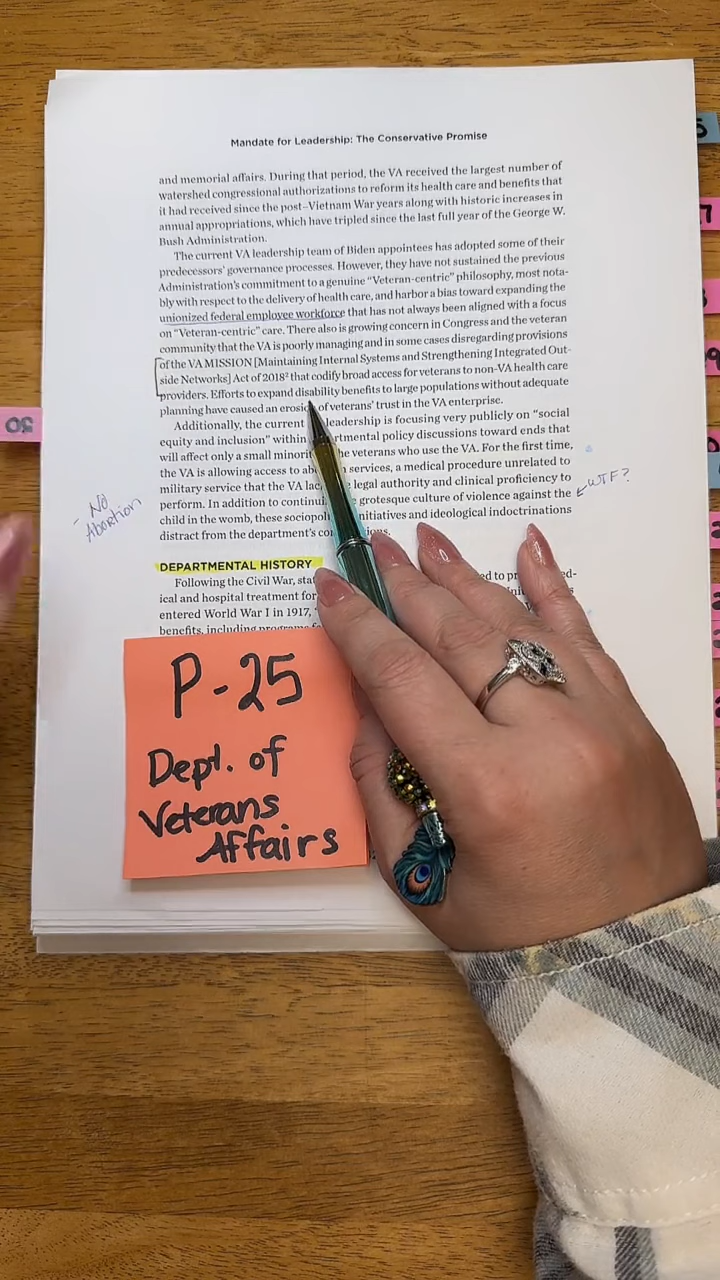 Mandate for Leadership: The Conservative Promise
and memorial affairs. During that period, the VA received the largest number of
watershed congressional authorizations to reform its health care and benefits that
it had received since the post–Vietnam War years along with historic increases in
annual appropriations, which have tripled since the last full year of the George W.
Bush Administration.
The current VA leadership team of Biden appointees has adopted some of their
predecessors' governance processes. However, they have not sustained the previous
Administration's commitment to a genuine "Veteran-centric" philosophy, most nota-
bly with respect to the delivery of health care, and harbor a bias toward expanding the
unionized federal employee workforce that has not always been aligned with a focus
on "Veteran-centric" care. There also is growing concern in Congress and the veteran
community that the VA is poorly managing and in some cases disregarding provisions
of the VA MISSION [Maintaining Internal Systems and Strengthening Integrated Out-
side Networks] Act of 2018² that codify broad access for veterans to non-VA health care
providers. Efforts to expand disability benefits to large populations without adequate
planning have caused an erosion of veterans' trust in the VA enterprise.
Additionally, the current leadership is focusing very publicly on "social
equity and inclusion" within rtmental policy discussions toward ends that
will affect only a small minori he veterans who use the VA. For the first time,
the VA is allowing access to ab n services, a medical procedure unrelated to
military service that the VA lac legal authority and clinical proficiency to
perform. In addition to continui grotesque culture of violence against the
child in the womb, these sociopol nitiatives and ideological indoctrinations
distract from the department's co ions.
← WTF?
- No
Abortion
50
DEPARTMENTAL HISTORY
Following the Civil War, sta ed to pr ed-
ical and hospital treatment for
entered World War I in 1917,
benefits, including programs f
P-25
Dept. of
Veterans
Affairs